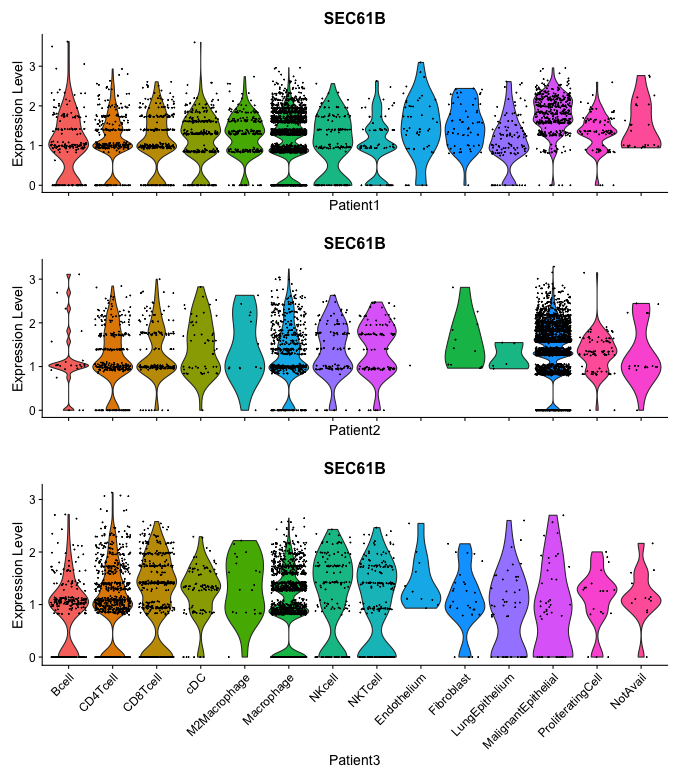 SEC61B
Expression Level
3
2
1
0
Patient1
SEC61B
Expression Level
3
2
1
0
Patient2
SEC61B
Expression Level
3
2
1
0
Bcell
CD4Tcell
CD8Tcell
cDC
M2Macrophage
Macrophage
NKcell
NKTcell
Endothelium
Fibroblast
LungEpithelium
MalignantEpithelial
ProliferatingCell
NotAvail
Patient3